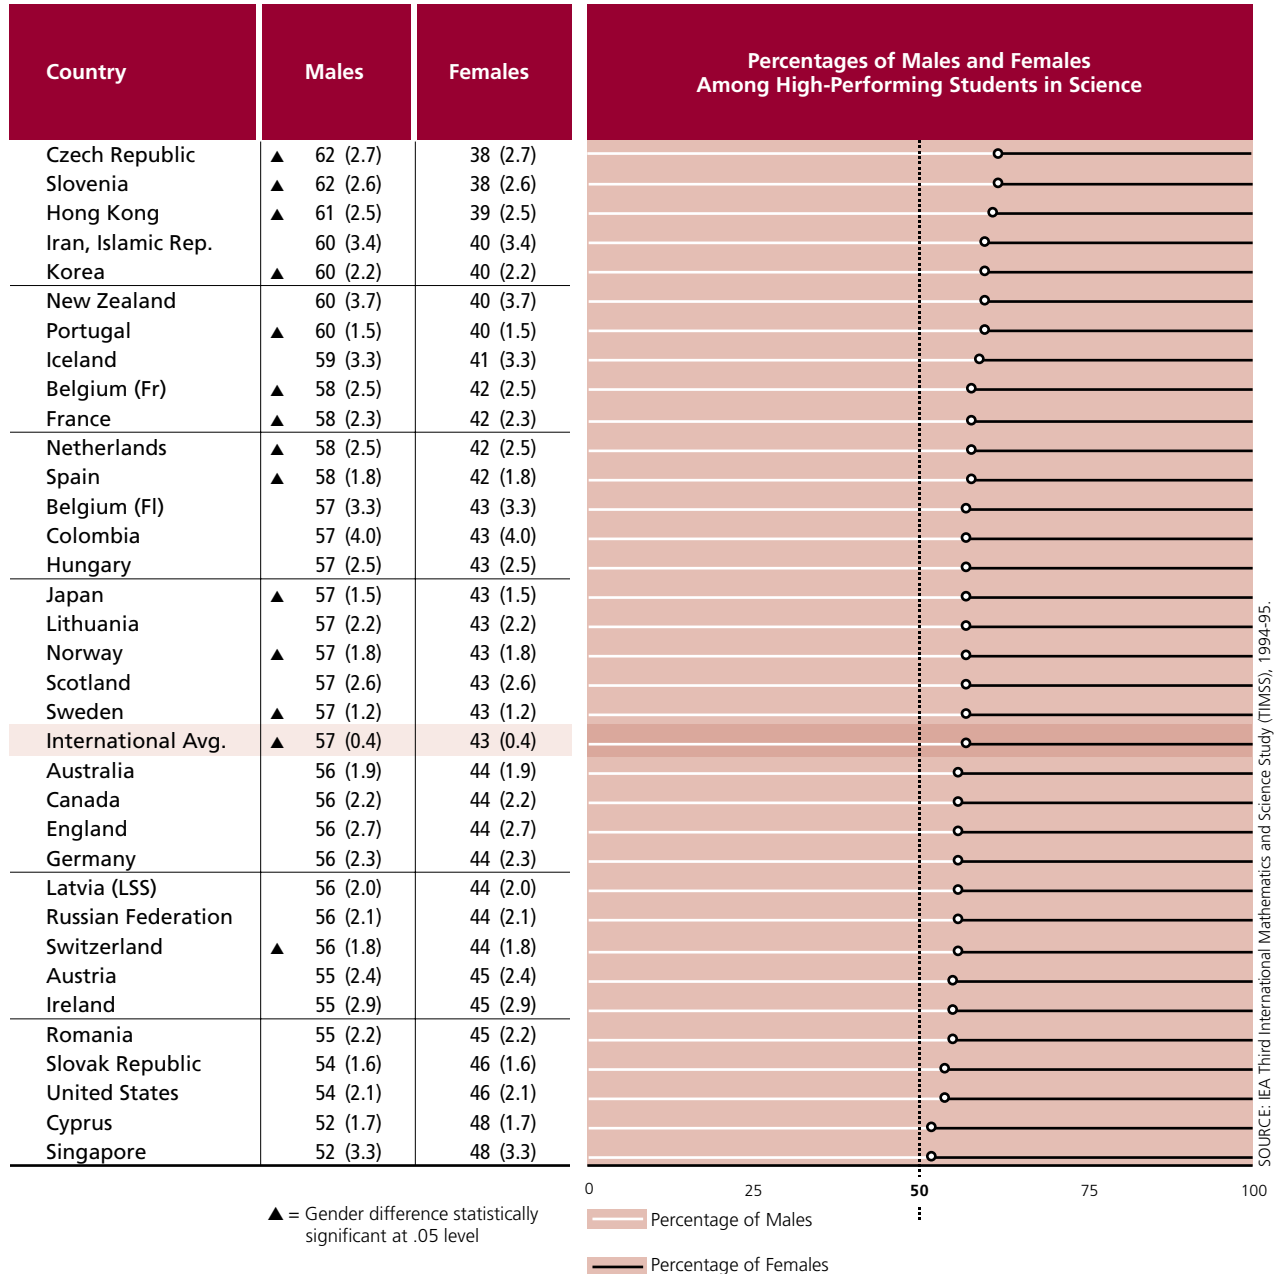 Country Males Females
Percentages of Males and Females
Among High-Performing Students in Science
Czech Republic ▲ 62 (2.7) 38 (2.7)
Slovenia ▲ 62 (2.6) 38 (2.6)
Hong Kong ▲ 61 (2.5) 39 (2.5)
Iran, Islamic Rep. 60 (3.4) 40 (3.4)
Korea ▲ 60 (2.2) 40 (2.2)
New Zealand 60 (3.7) 40 (3.7)
Portugal ▲ 60 (1.5) 40 (1.5)
Iceland 59 (3.3) 41 (3.3)
Belgium (Fr) ▲ 58 (2.5) 42 (2.5)
France ▲ 58 (2.3) 42 (2.3)
Netherlands ▲ 58 (2.5) 42 (2.5)
Spain ▲ 58 (1.8) 42 (1.8)
Belgium (Fl) 57 (3.3) 43 (3.3)
Colombia 57 (4.0) 43 (4.0)
Hungary 57 (2.5) 43 (2.5)
Japan ▲ 57 (1.5) 43 (1.5)
Lithuania 57 (2.2) 43 (2.2)
Norway ▲ 57 (1.8) 43 (1.8)
Scotland 57 (2.6) 43 (2.6)
Sweden ▲ 57 (1.2) 43 (1.2)
International Avg. ▲ 57 (0.4) 43 (0.4)
Australia 56 (1.9) 44 (1.9)
Canada 56 (2.2) 44 (2.2)
England 56 (2.7) 44 (2.7)
Germany 56 (2.3) 44 (2.3)
Latvia (LSS) 56 (2.0) 44 (2.0)
Russian Federation 56 (2.1) 44 (2.1)
Switzerland ▲ 56 (1.8) 44 (1.8)
Austria 55 (2.4) 45 (2.4)
Ireland 55 (2.9) 45 (2.9)
Romania 55 (2.2) 45 (2.2)
Slovak Republic 54 (1.6) 46 (1.6)
United States 54 (2.1) 46 (2.1)
Cyprus 52 (1.7) 48 (1.7)
Singapore 52 (3.3) 48 (3.3)
0 25 50 75 100
▲ = Gender difference statistically
significant at .05 level
Percentage of Males
Percentage of Females
SOURCE: IEA Third International Mathematics and Science Study (TIMSS), 1994-95.